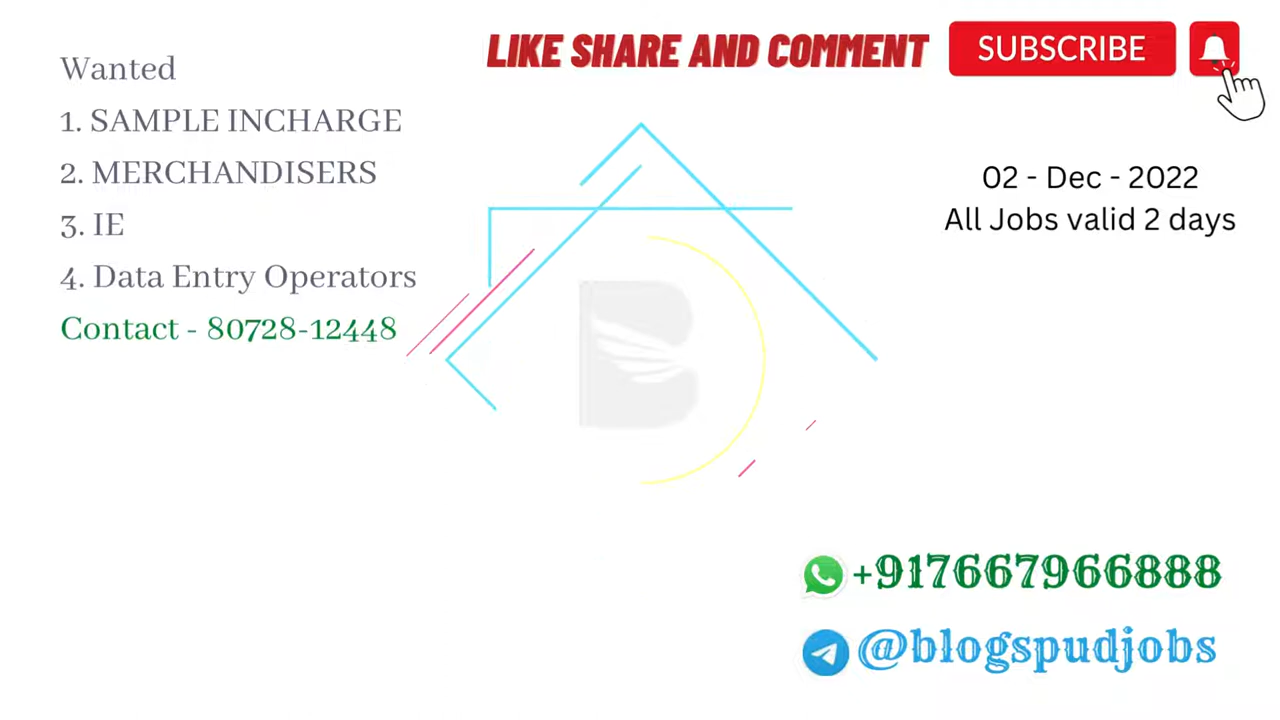 Wanted
1. SAMPLE INCHARGE
2. MERCHANDISERS
3. IE
4. Data Entry Operators
Contact - 80728-12448
LIKE SHARE AND COMMENT
SUBSCRIBE
02 - Dec - 2022
All Jobs valid 2 days
B
+917667966888
@blogspudjobs